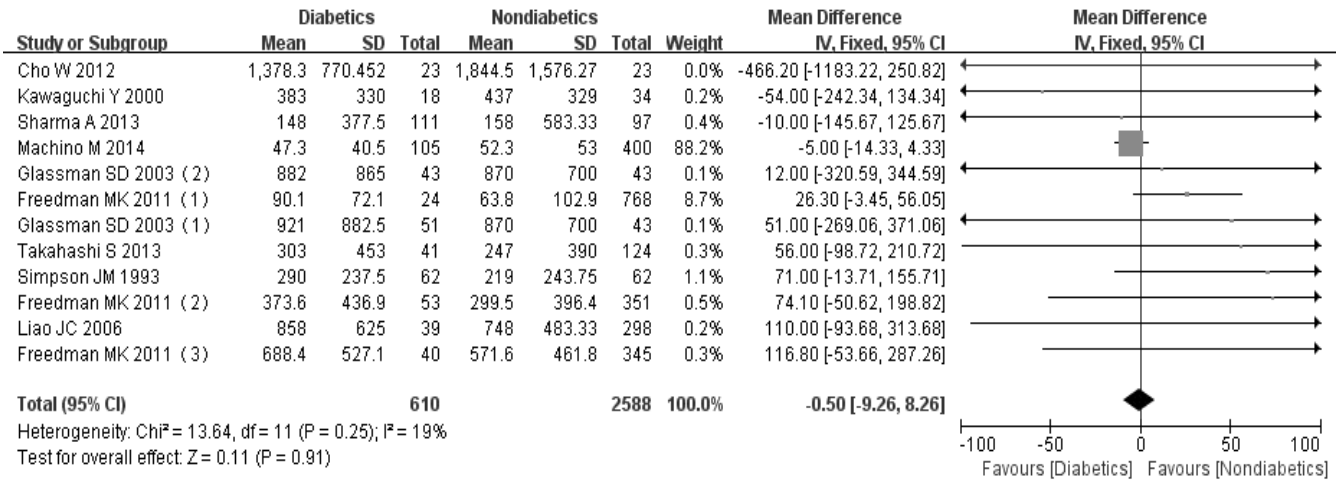 Diabetics Nondiabetics Mean Difference Mean Difference
Study or Subgroup Mean SD Total Mean SD Total Weight IV, Fixed, 95% CI IV, Fixed, 95% CI
Cho W 2012 1,378.3 770.452 23 1,844.5 1,576.27 23 0.0% -466.20 [-1183.22, 250.82]
Kawaguchi Y 2000 383 330 18 437 329 34 0.2% -54.00 [-242.34, 134.34]
Sharma A 2013 148 377.5 111 158 583.33 97 0.4% -10.00 [-145.67, 125.67]
Machino M 2014 47.3 40.5 105 52.3 53 400 88.2% -5.00 [-14.33, 4.33]
Glassman SD 2003 (2) 882 865 43 870 700 43 0.1% 12.00 [-320.59, 344.59]
Freedman MK 2011 (1) 90.1 72.1 24 63.8 102.9 768 8.7% 26.30 [-3.45, 56.05]
Glassman SD 2003 (1) 921 882.5 51 870 700 43 0.1% 51.00 [-269.06, 371.06]
Takahashi S 2013 303 453 41 247 390 124 0.3% 56.00 [-98.72, 210.72]
Simpson JM 1993 290 237.5 62 219 243.75 62 1.1% 71.00 [-13.71, 155.71]
Freedman MK 2011 (2) 373.6 436.9 53 299.5 396.4 351 0.5% 74.10 [-50.62, 198.82]
Liao JC 2006 858 625 39 748 483.33 298 0.2% 110.00 [-93.68, 313.68]
Freedman MK 2011 (3) 688.4 527.1 40 571.6 461.8 345 0.3% 116.80 [-53.66, 287.26]
Total (95% CI) 610 2588 100.0% -0.50 [-9.26, 8.26]
Heterogeneity: Chi² = 13.64, df = 11 (P = 0.25); I² = 19%
Test for overall effect: Z = 0.11 (P = 0.91)
-100 -50 0 50 100
Favours [Diabetics] Favours [Nondiabetics]